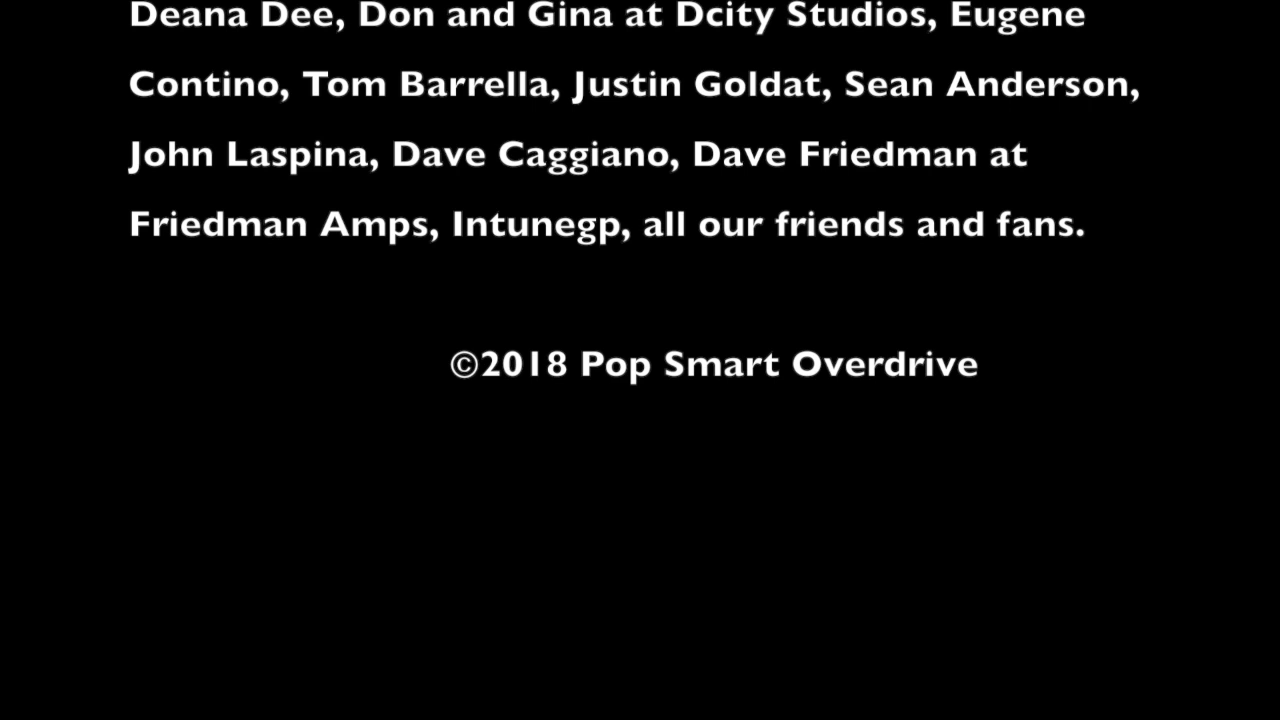 Deana Dee, Don and Gina at Dcity Studios, Eugene
Contino, Tom Barrella, Justin Goldat, Sean Anderson,
John Laspina, Dave Caggiano, Dave Friedman at
Friedman Amps, Intunegp, all our friends and fans.
©2018 Pop Smart Overdrive